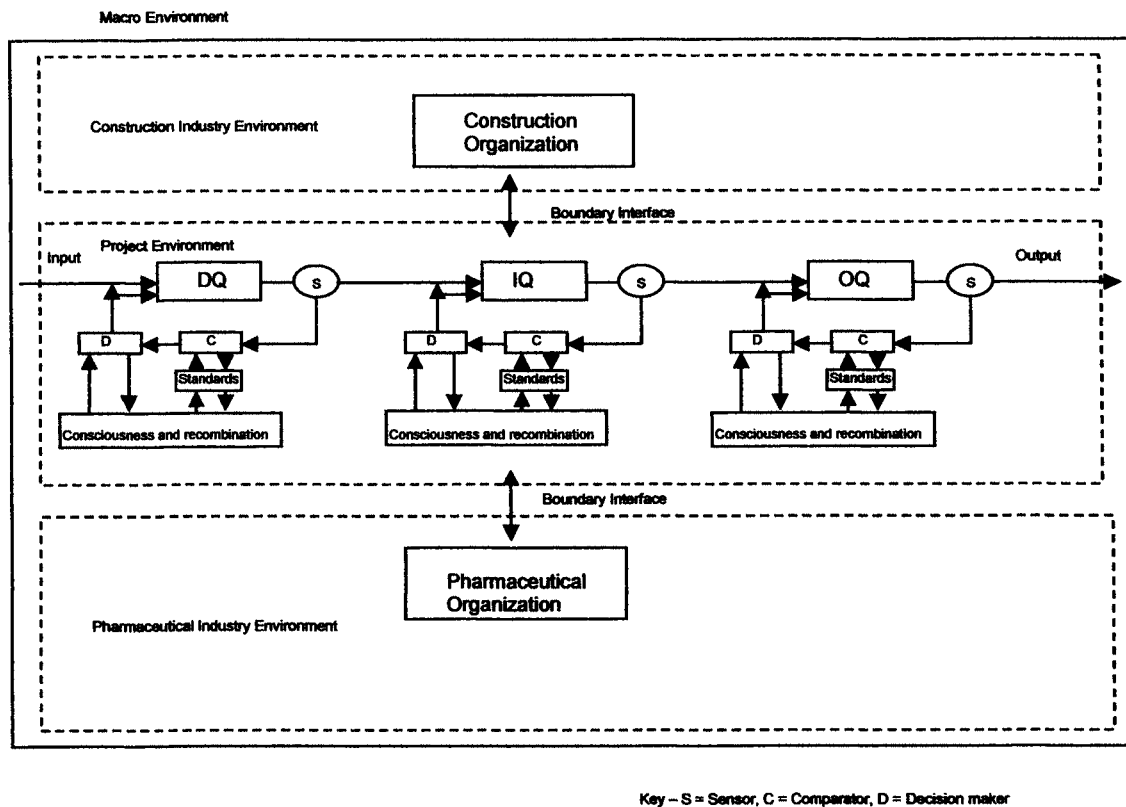 Macro Environment
Construction Industry Environment
Construction
Organization
Boundary Interface
Project Environment
Input
Output
DQ
S
IQ
S
OQ
S
D
C
D
C
D
C
Standards
Standards
Standards
Consciousness and recombination
Consciousness and recombination
Consciousness and recombination
Boundary Interface
Pharmaceutical
Organization
Pharmaceutical Industry Environment
Key – S = Sensor, C = Comparator, D = Decision maker